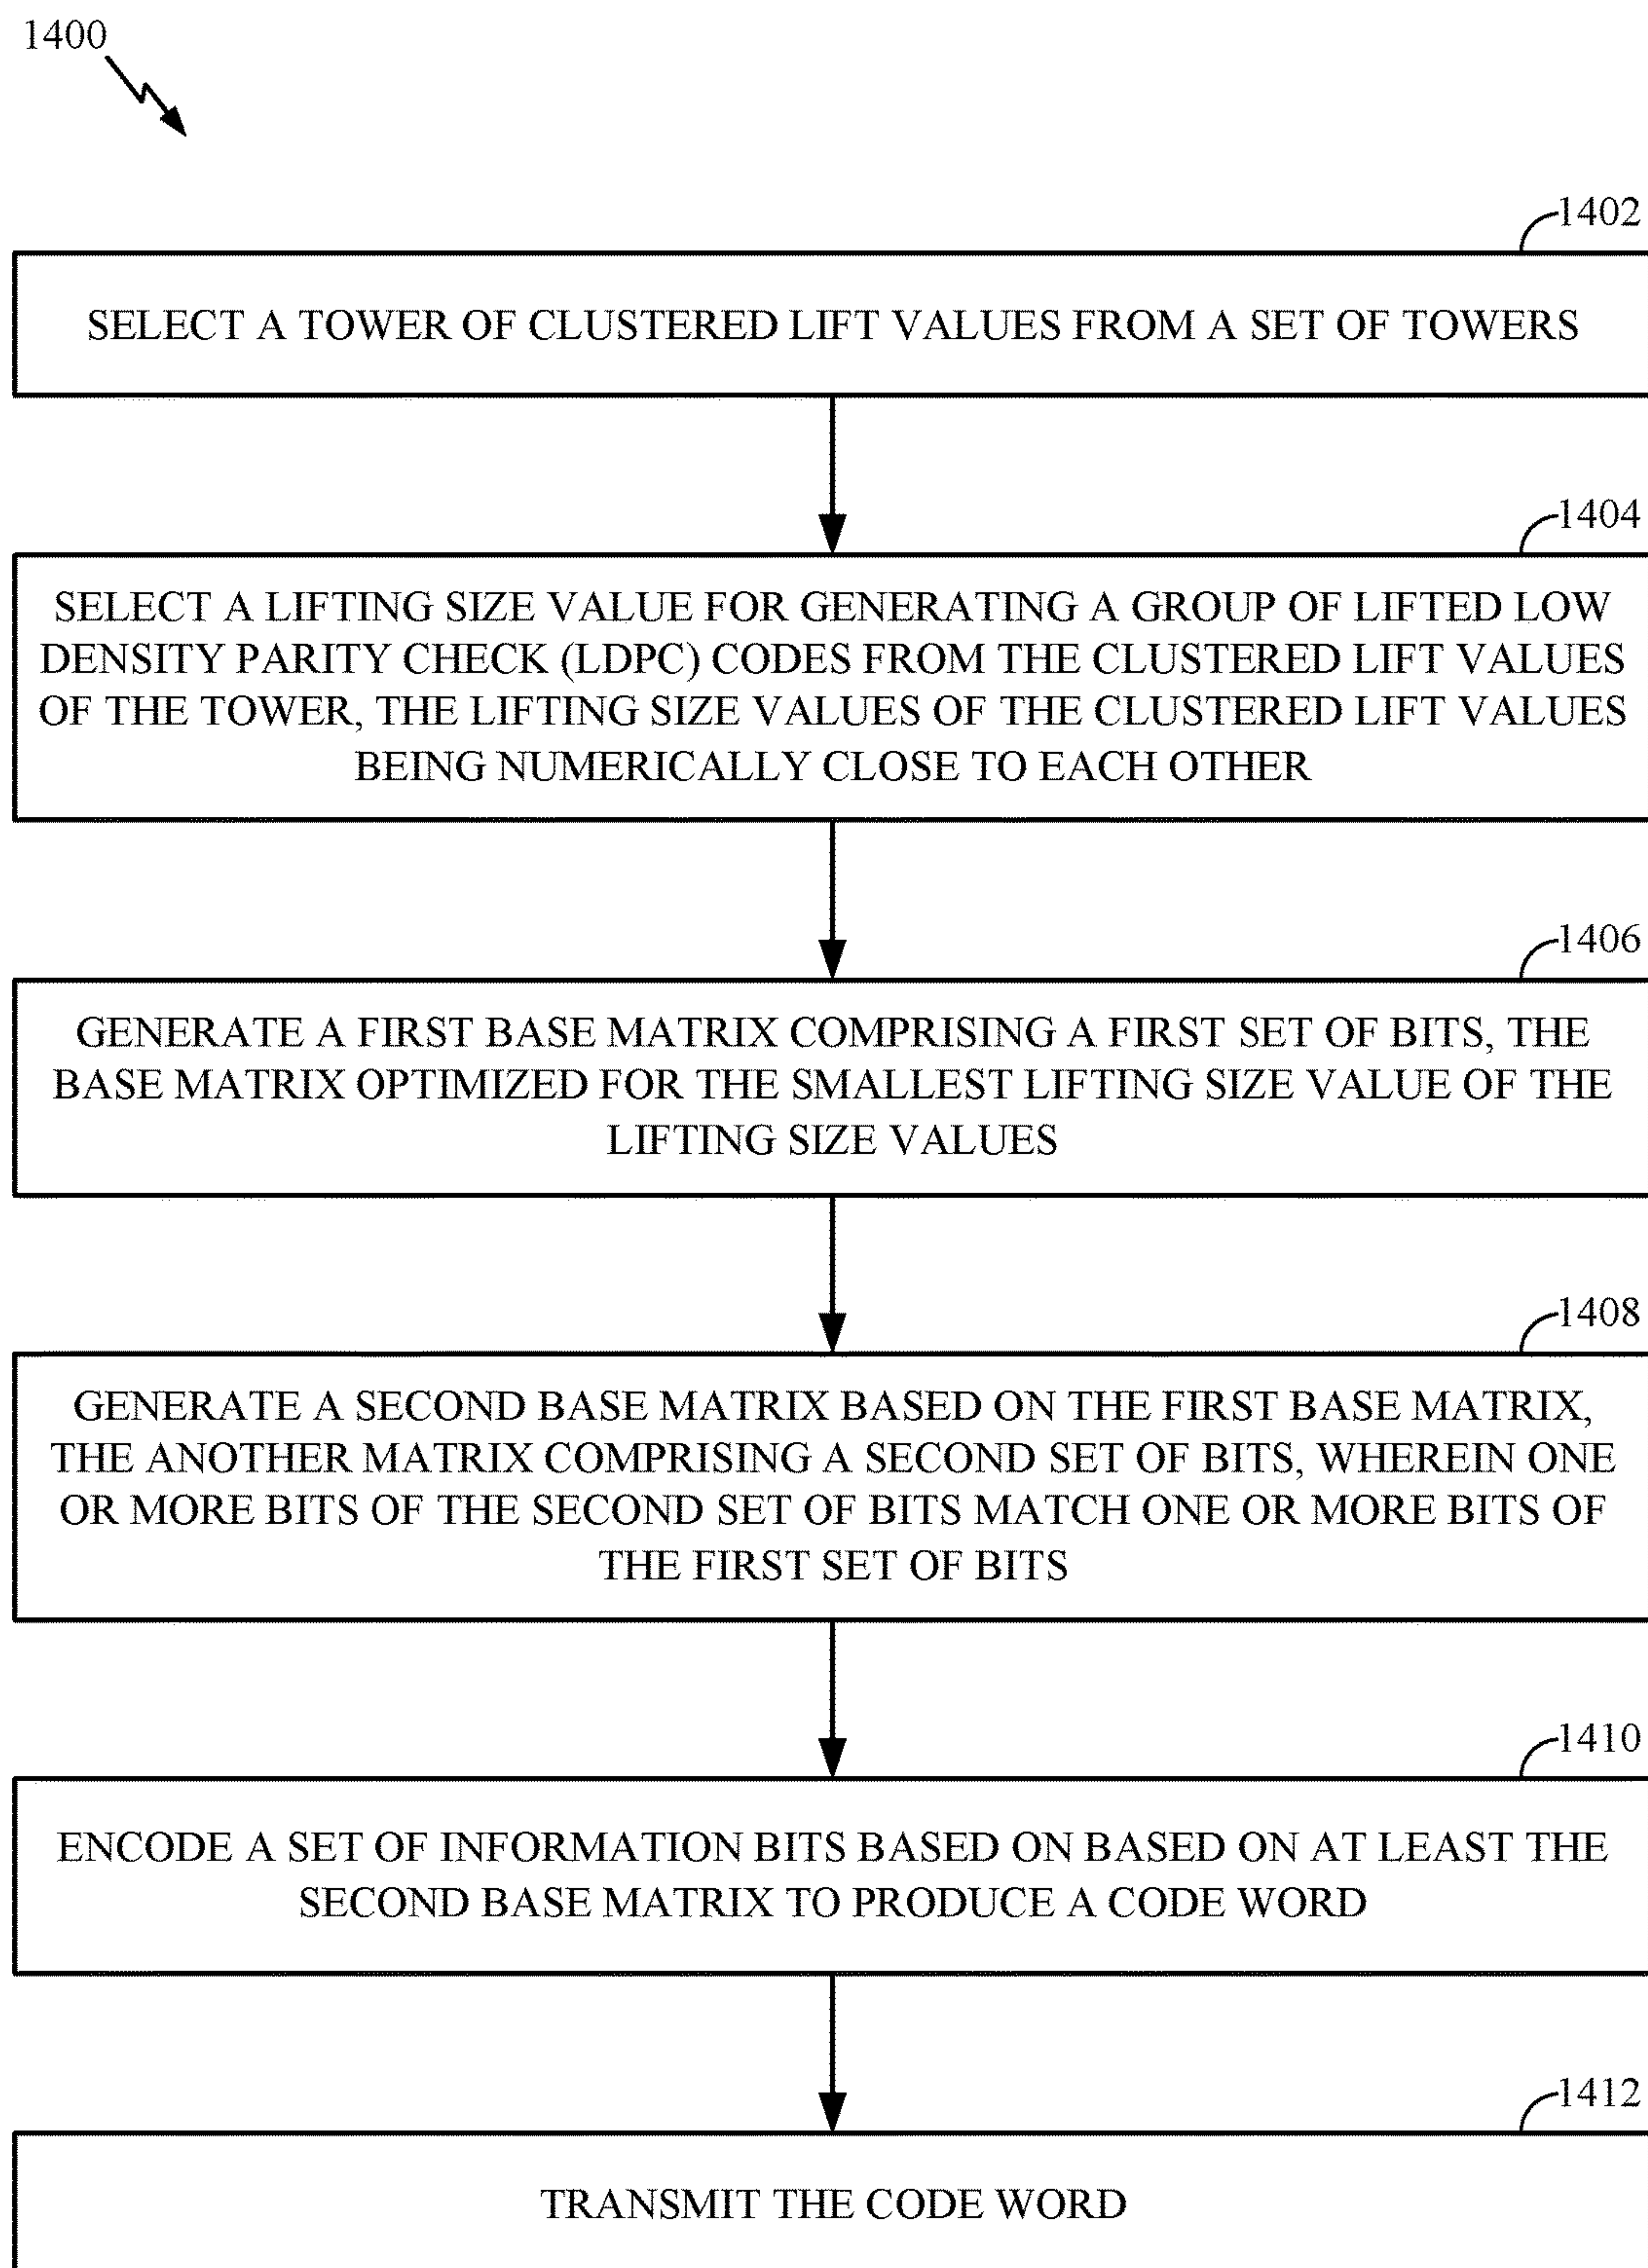 1400
1402
SELECT A TOWER OF CLUSTERED LIFT VALUES FROM A SET OF TOWERS
1404
SELECT A LIFTING SIZE VALUE FOR GENERATING A GROUP OF LIFTED LOW
DENSITY PARITY CHECK (LDPC) CODES FROM THE CLUSTERED LIFT VALUES
OF THE TOWER, THE LIFTING SIZE VALUES OF THE CLUSTERED LIFT VALUES
BEING NUMERICALLY CLOSE TO EACH OTHER
1406
GENERATE A FIRST BASE MATRIX COMPRISING A FIRST SET OF BITS, THE
BASE MATRIX OPTIMIZED FOR THE SMALLEST LIFTING SIZE VALUE OF THE
LIFTING SIZE VALUES
1408
GENERATE A SECOND BASE MATRIX BASED ON THE FIRST BASE MATRIX,
THE ANOTHER MATRIX COMPRISING A SECOND SET OF BITS, WHEREIN ONE
OR MORE BITS OF THE SECOND SET OF BITS MATCH ONE OR MORE BITS OF
THE FIRST SET OF BITS
1410
ENCODE A SET OF INFORMATION BITS BASED ON BASED ON AT LEAST THE
SECOND BASE MATRIX TO PRODUCE A CODE WORD
1412
TRANSMIT THE CODE WORD